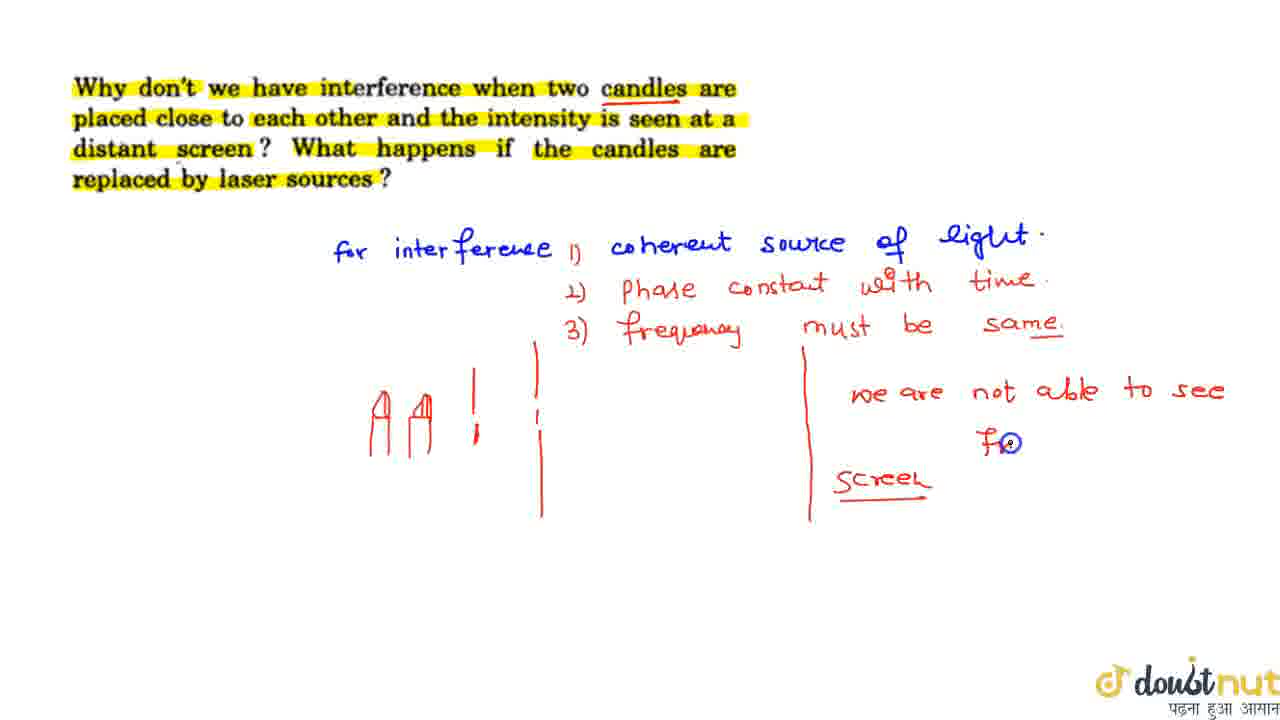 Why don't we have interference when two candles are
placed close to each other and the intensity is seen at a
distant screen? What happens if the candles are
replaced by laser sources?
for interference 1) coherent source of light.
2) Phase constant with time.
3) frequency must be same.
we are not able to see
fr
screen
doubtnut
पढ़ना हुआ आसान